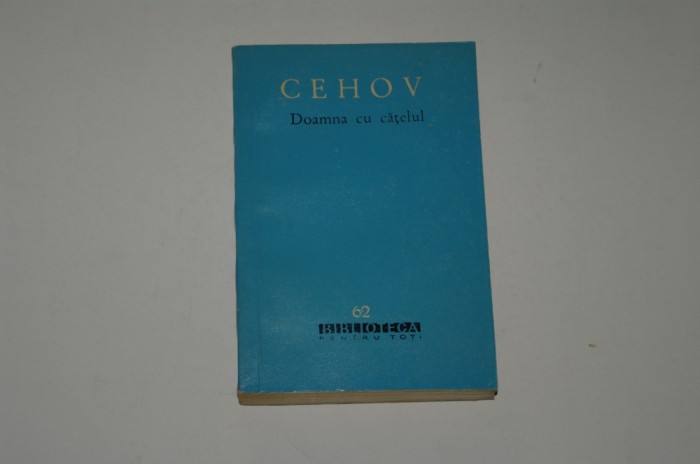 CEHOV
Doamna cu cățelul
62
BIBLIOTECA
PENTRU TOȚI